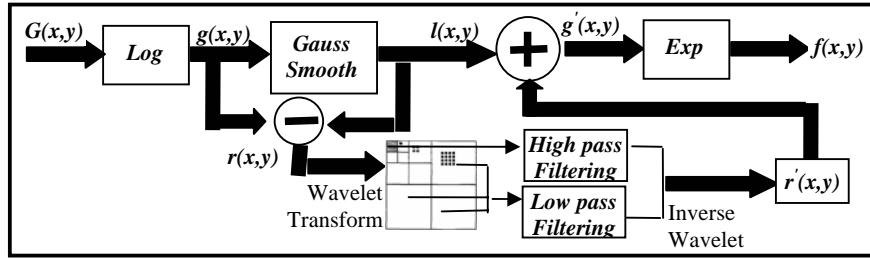 G(x,y)
Log
g(x,y)
Gauss
Smooth
l(x,y)
g'(x,y)
Exp
f(x,y)
r(x,y)
Wavelet
Transform
High pass
Filtering
Low pass
Filtering
Inverse
Wavelet
r'(x,y)